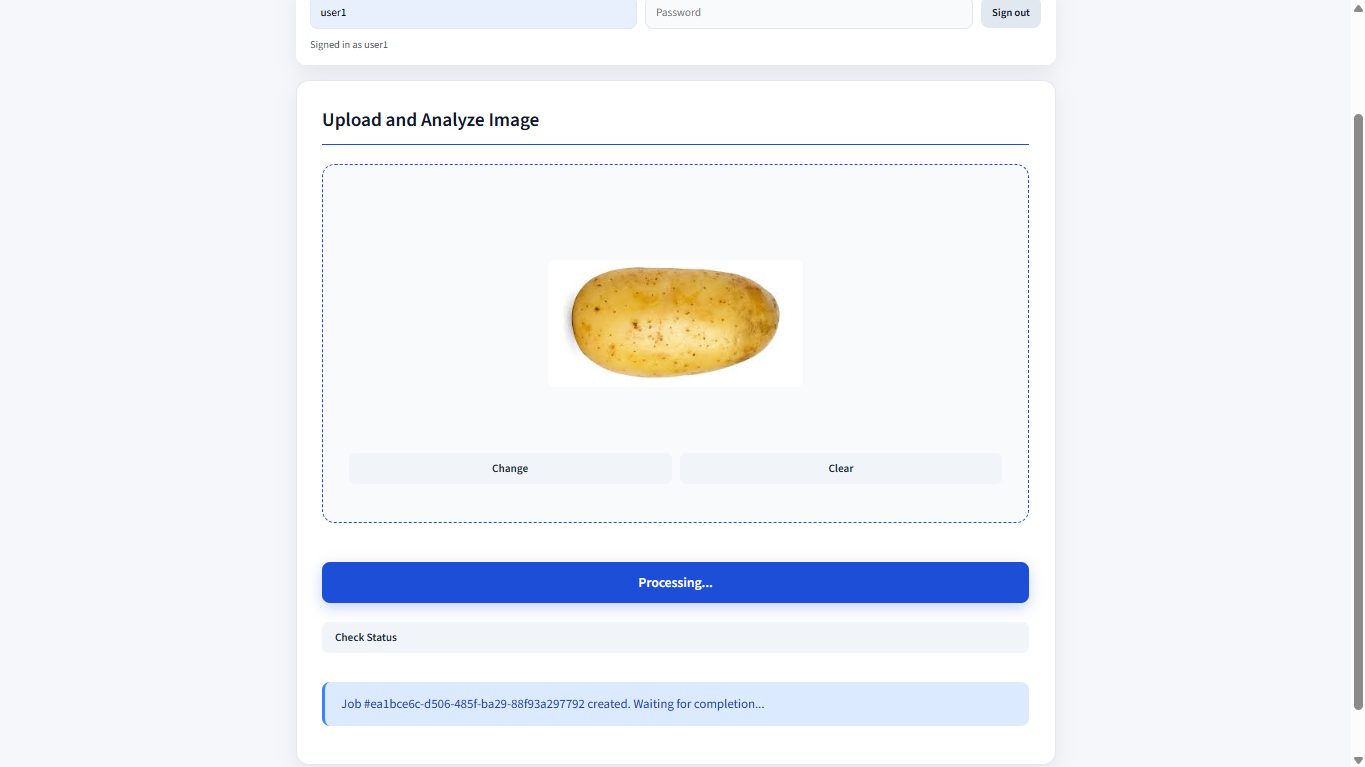 user1 Password Sign out
Signed in as user1
Upload and Analyze Image
Change Clear
Processing...
Check Status
Job #ea1bce6c-d506-485f-ba29-88f93a297792 created. Waiting for completion...